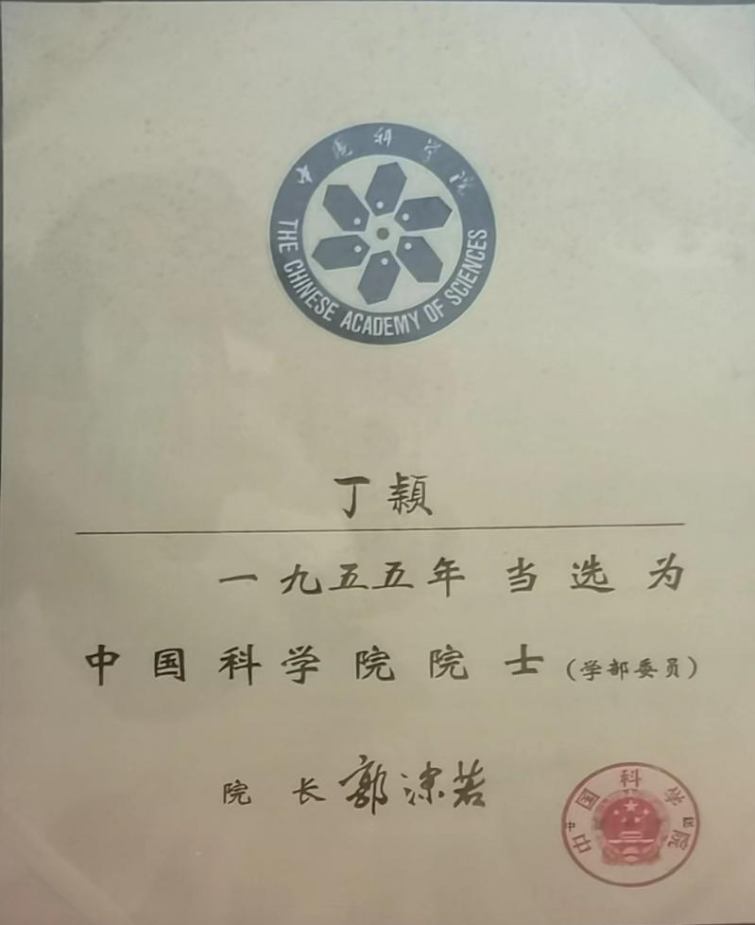 中国科学院
THE CHINESE ACADEMY OF SCIENCES
丁颖
一九五五年当选为
中国科学院院士(学部委员)
院长 郭沫若
中国科学院